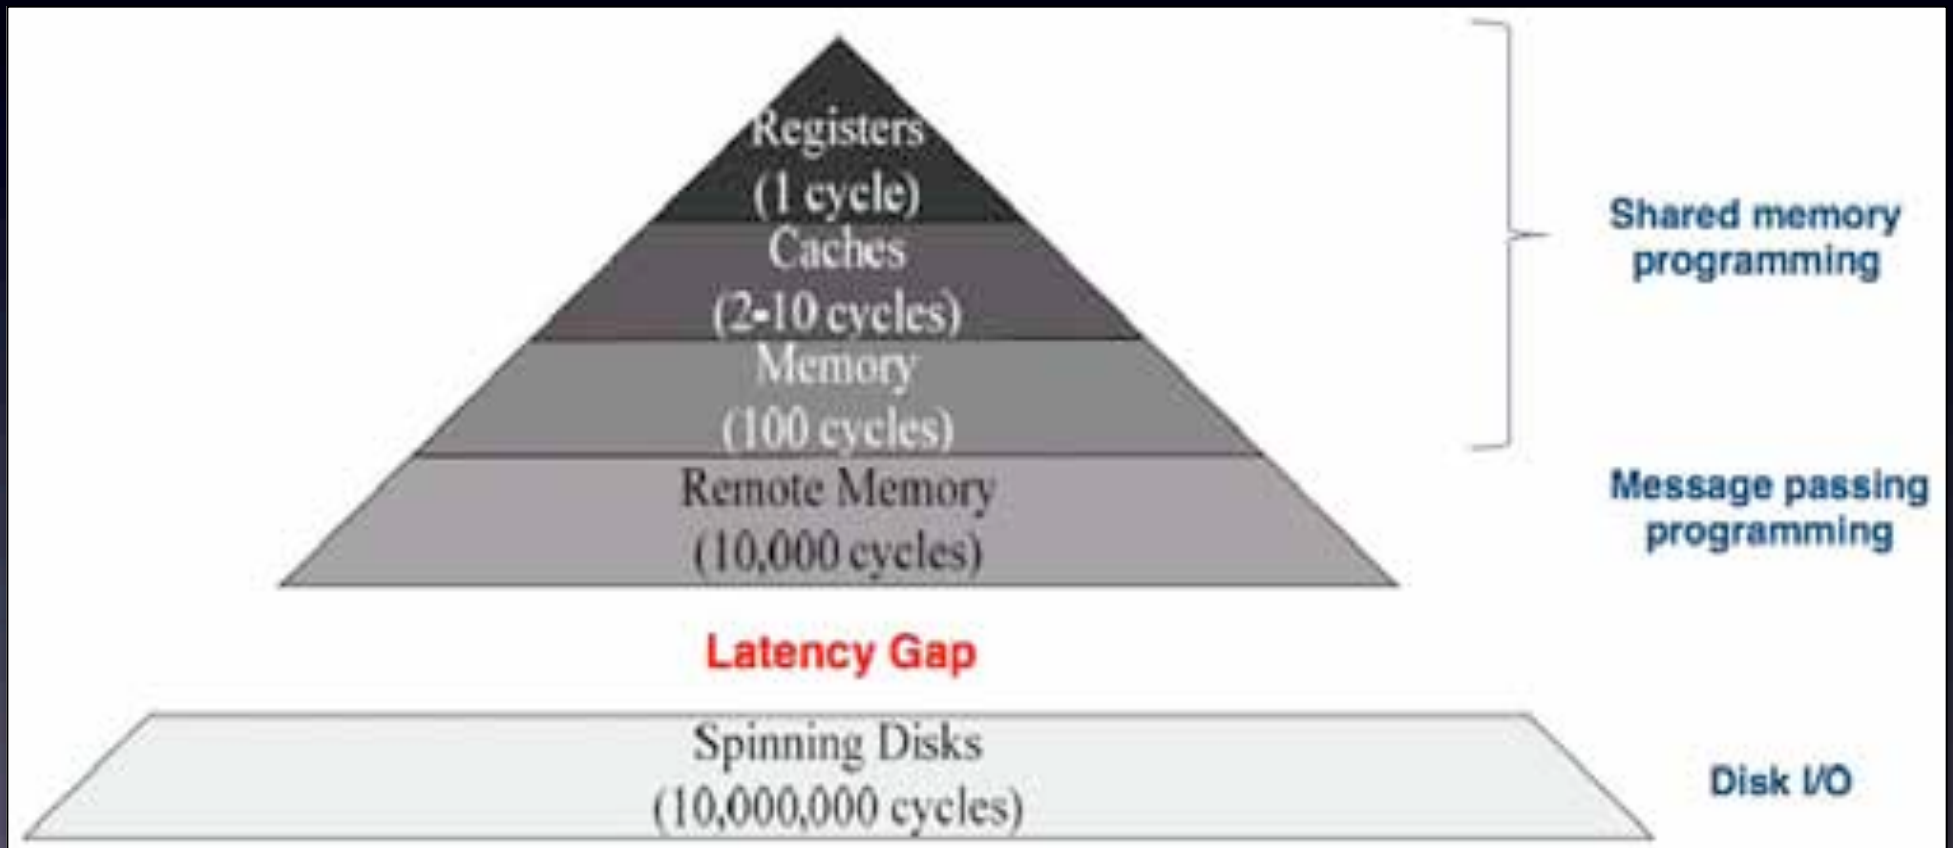 Registers
(1 cycle)
Caches
(2-10 cycles)
Memory
(100 cycles)
Remote Memory
(10,000 cycles)
Shared memory
programming
Message passing
programming
Latency Gap
Spinning Disks
(10,000,000 cycles)
Disk I/O